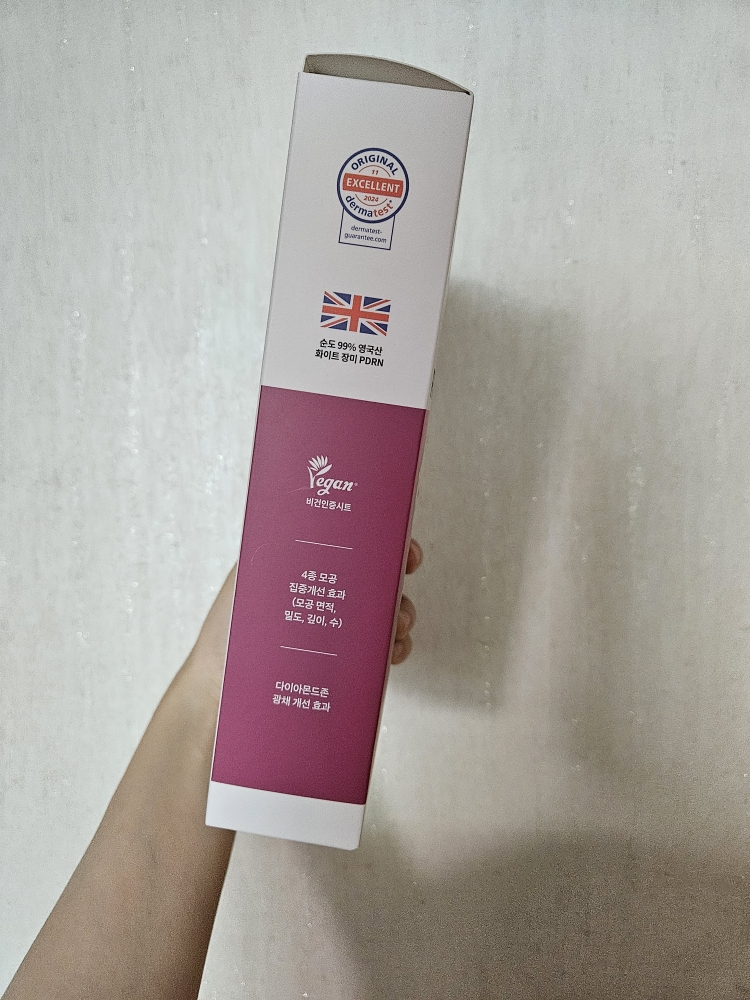 ORIGINAL
11
EXCELLENT
2024
dermatest®
dermatest-
guarantee.com
순도 99% 영국산
화이트 장미 PDRN
Vegan®
비건인증시트
4종 모공
집중개선 효과
(모공 면적,
밀도, 깊이, 수)
다이아몬드존
광채 개선 효과